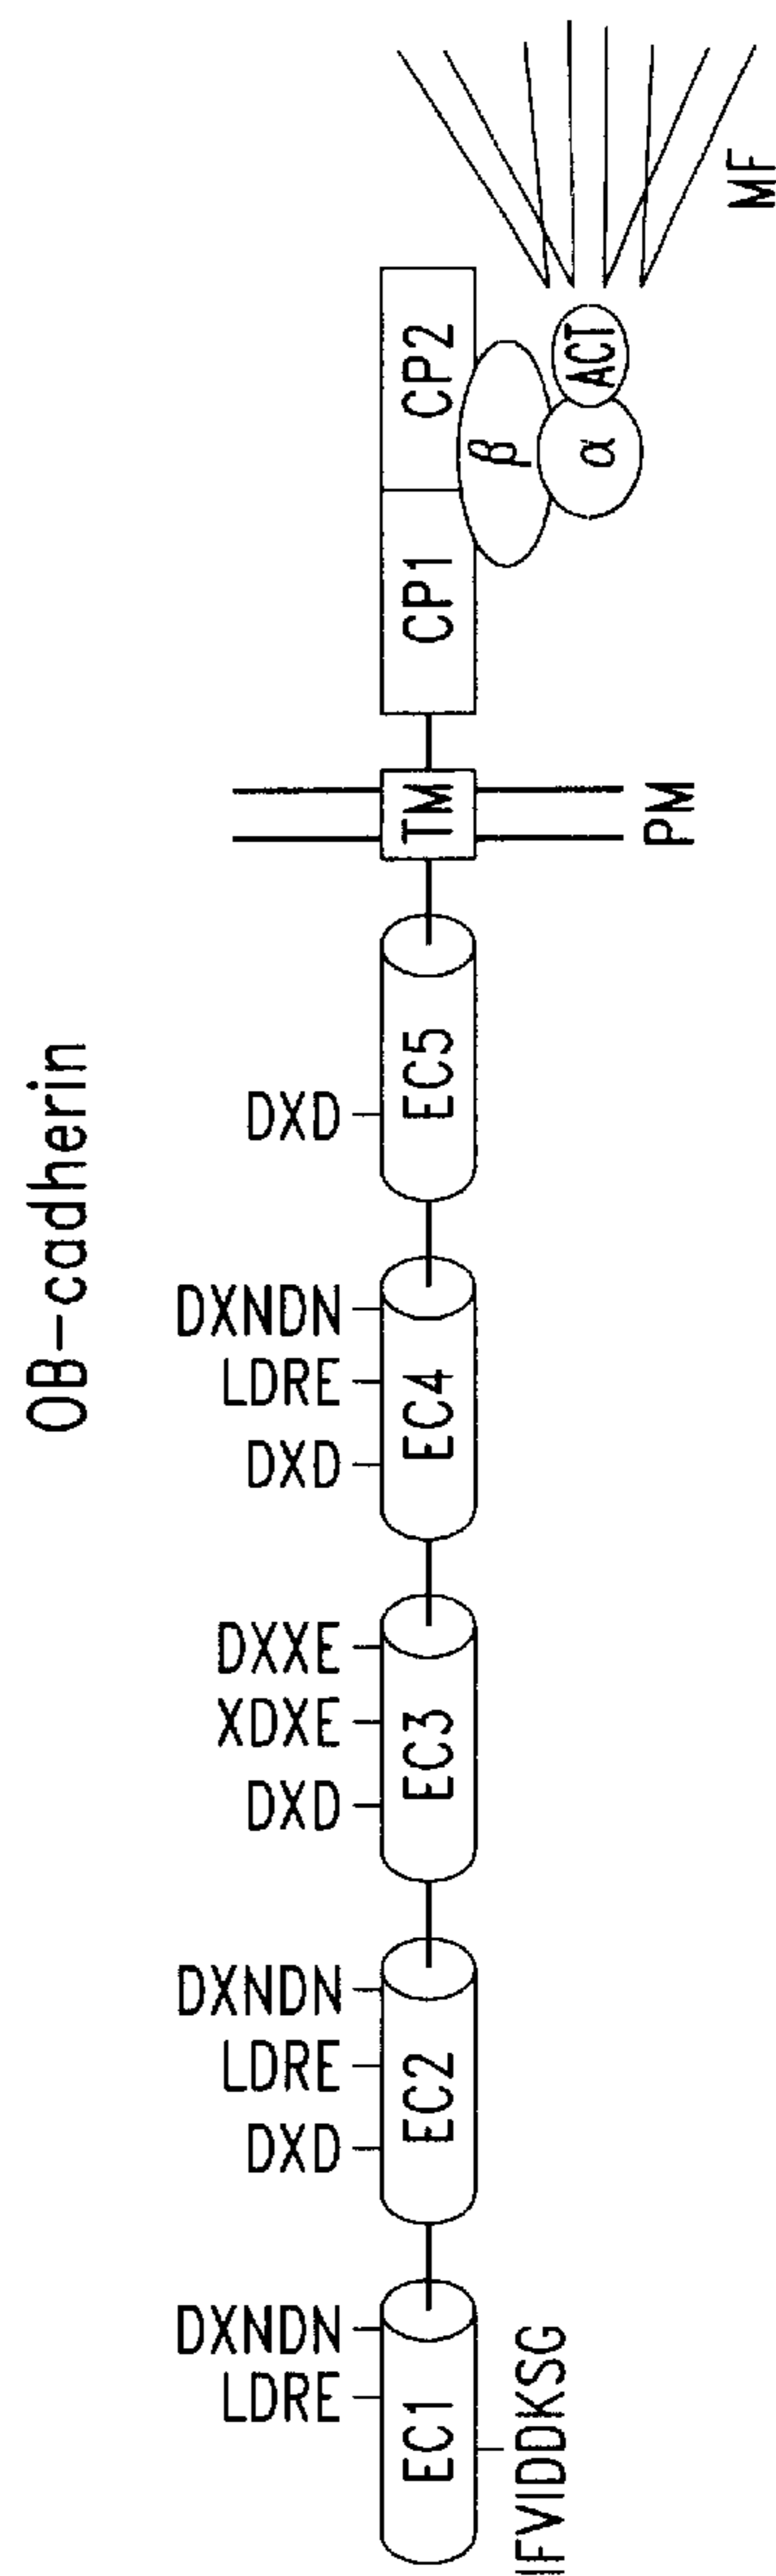 OB-cadherin
DXNDN
LDRE
EC1
IFVIDDKSG
DXNDN
LDRE
DXD
EC2
DXXE
XDXE
DXD
EC3
DXNDN
LDRE
DXD
EC4
DXD
EC5
TM
PM
CP1
CP2
β
α
ACT
MF